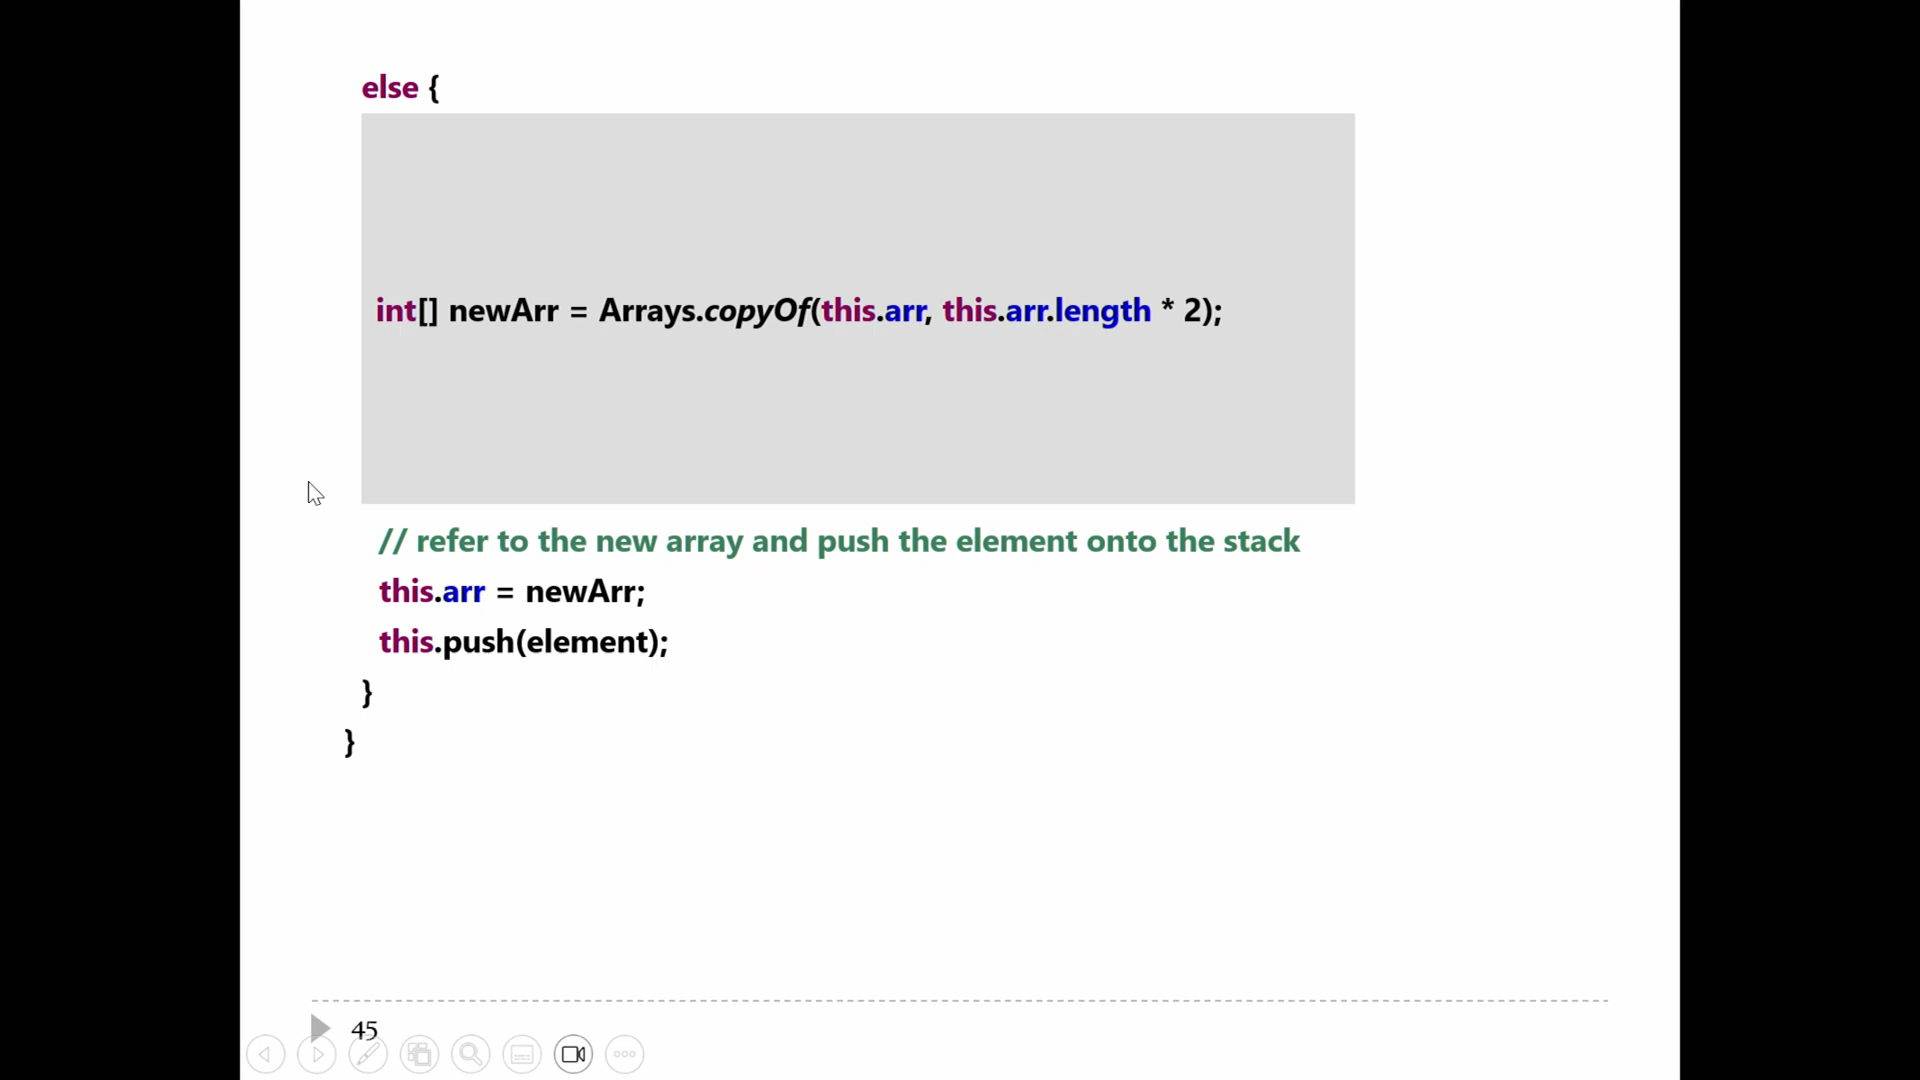 else {
int[] newArr = Arrays.copyOf(this.arr, this.arr.length * 2);
// refer to the new array and push the element onto the stack
this.arr = newArr;
this.push(element);
}
}
45